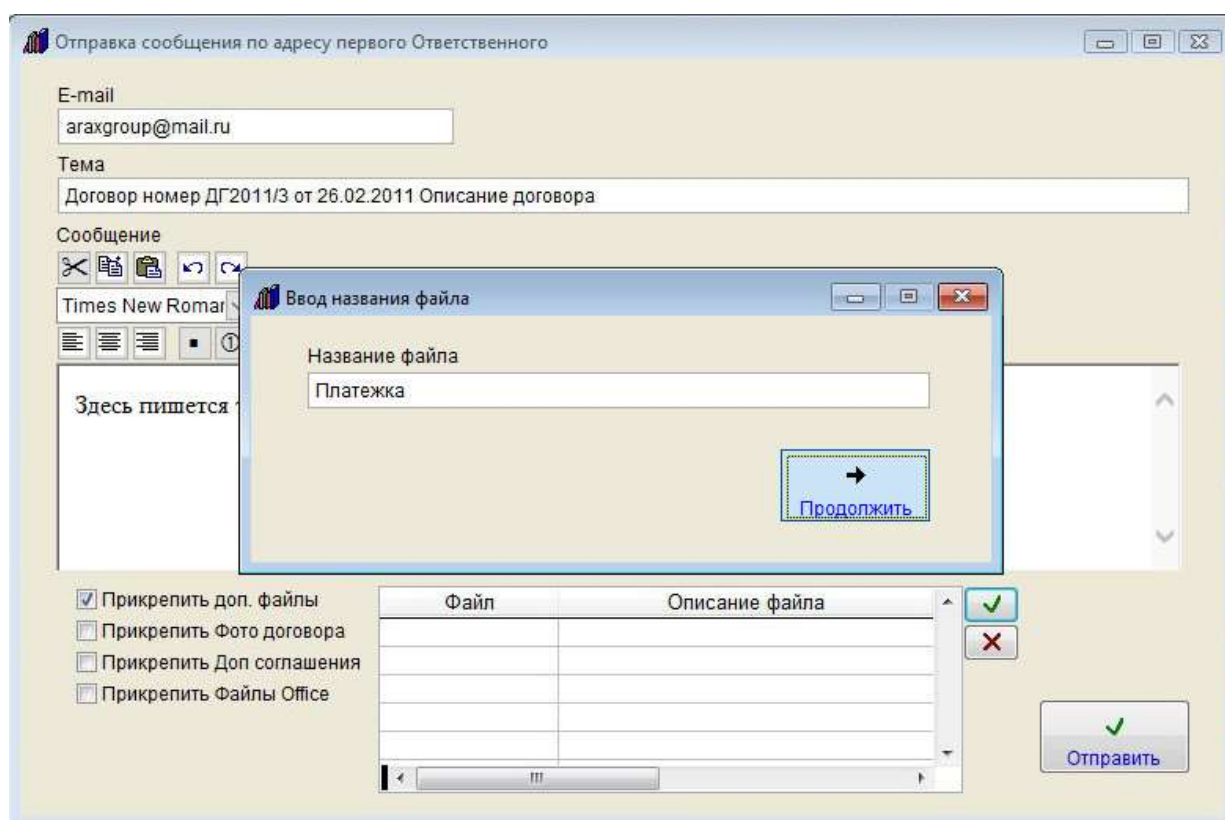 Отправка сообщения по адресу первого Ответственного
E-mail
araxgroup@mail.ru
Тема
Договор номер ДГ2011/3 от 26.02.2011 Описание договора
Сообщение
Times New Roman
Здесь пишется
Ввод названия файла
Название файла
Платежка
Продолжить
Прикрепить доп. файлы
Прикрепить Фото договора
Прикрепить Доп соглашения
Прикрепить Файлы Office
Файл Описание файла
Отправить